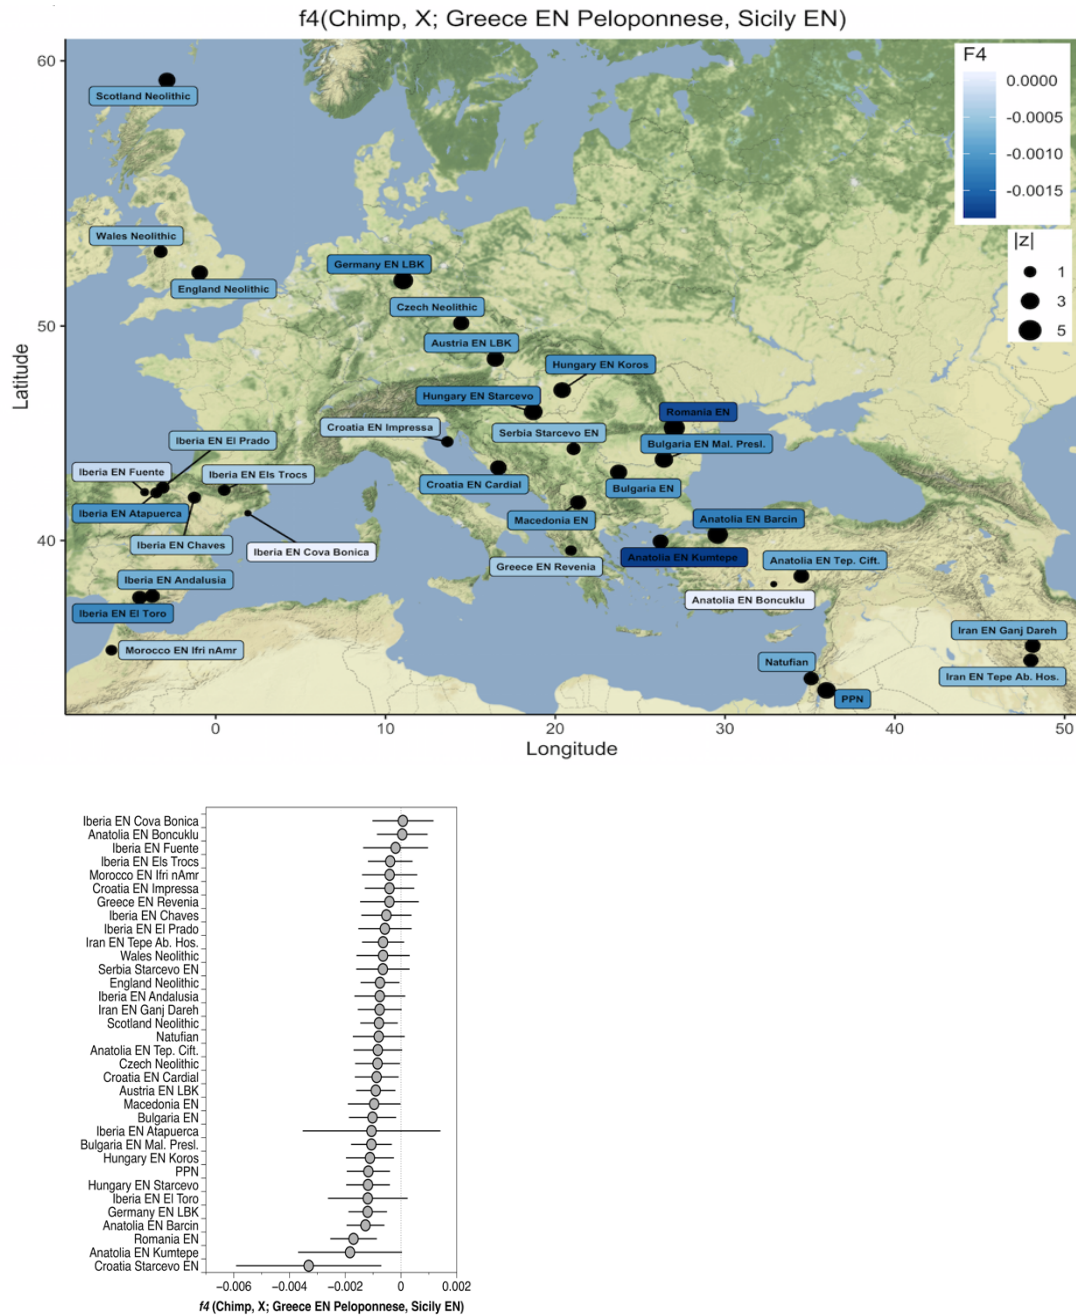 f4(Chimp, X; Greece EN Peloponnese, Sicily EN)
60
50
40
Latitude
0
10
20
30
40
50
Longitude
F4
0.0000
-0.0005
-0.0010
-0.0015
|z|
1
3
5
Scotland Neolithic
Wales Neolithic
England Neolithic
Germany EN LBK
Czech Neolithic
Austria EN LBK
Hungary EN Koros
Hungary EN Starcevo
Romania EN
Croatia EN Impressa
Serbia Starcevo EN
Bulgaria EN Mal. Presl.
Iberia EN El Prado
Iberia EN Fuente
Iberia EN Els Trocs
Croatia EN Cardial
Bulgaria EN
Iberia EN Atapuerca
Macedonia EN
Anatolia EN Barcin
Iberia EN Chaves
Iberia EN Cova Bonica
Anatolia EN Kumtepe
Anatolia EN Tep. Cift.
Greece EN Revenia
Iberia EN Andalusia
Anatolia EN Boncuklu
Iberia EN El Toro
Iran EN Ganj Dareh
Morocco EN Ifri nAmr
Natufian
Iran EN Tepe Ab. Hos.
PPN
Iberia EN Cova Bonica
Anatolia EN Boncuklu
Iberia EN Fuente
Iberia EN Els Trocs
Morocco EN Ifri nAmr
Croatia EN Impressa
Greece EN Revenia
Iberia EN Chaves
Iberia EN El Prado
Iran EN Tepe Ab. Hos.
Wales Neolithic
Serbia Starcevo EN
England Neolithic
Iberia EN Andalusia
Iran EN Ganj Dareh
Scotland Neolithic
Natufian
Anatolia EN Tep. Cift.
Czech Neolithic
Croatia EN Cardial
Austria EN LBK
Macedonia EN
Bulgaria EN
Iberia EN Atapuerca
Bulgaria EN Mal. Presl.
Hungary EN Koros
PPN
Hungary EN Starcevo
Iberia EN El Toro
Germany EN LBK
Anatolia EN Barcin
Romania EN
Anatolia EN Kumtepe
Croatia Starcevo EN
−0.006
−0.004
−0.002
0
0.002
f4 (Chimp, X; Greece EN Peloponnese, Sicily EN)